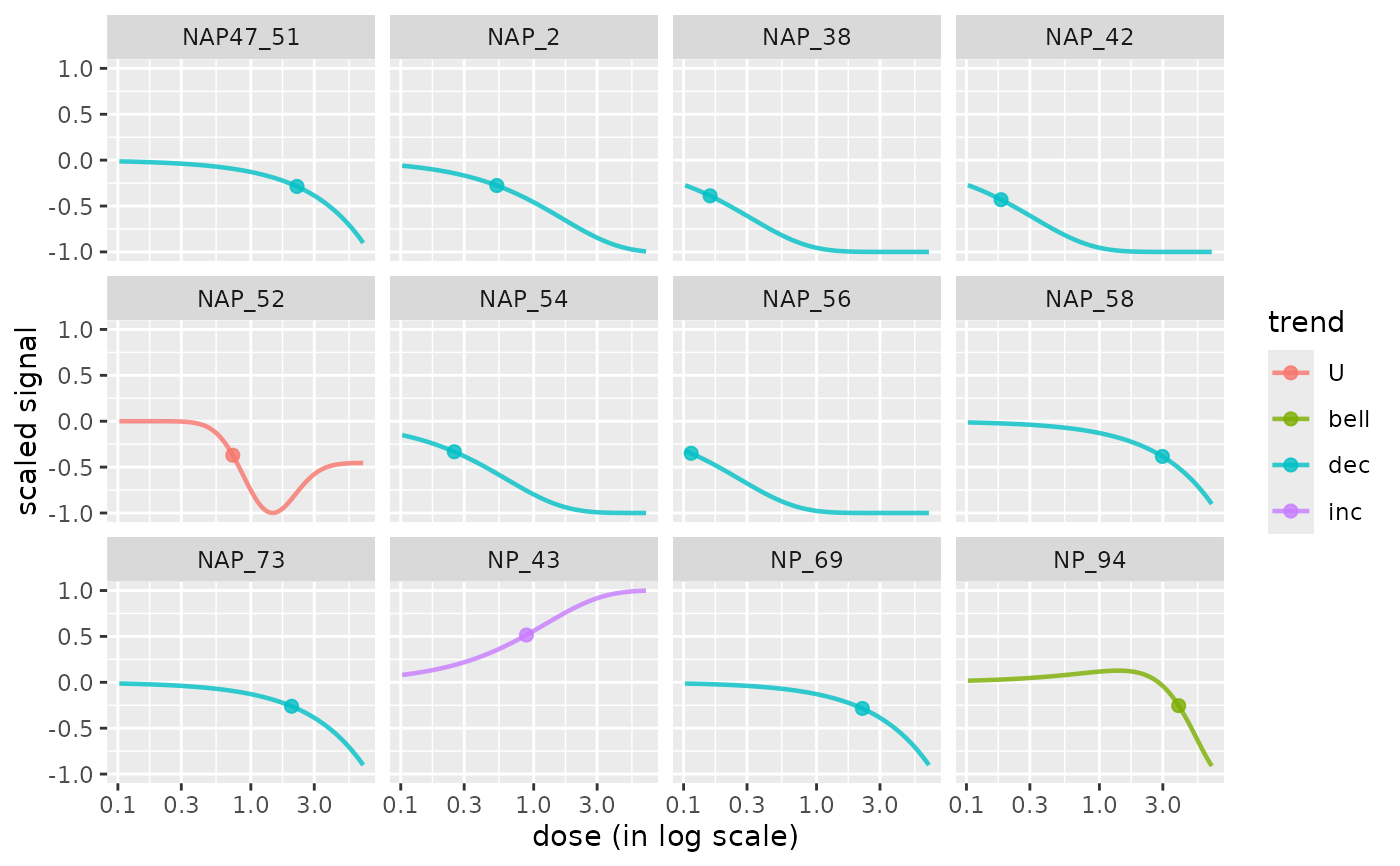 NAP47_51 NAP_2 NAP_38 NAP_42
1.0
0.5
0.0
-0.5
-1.0
NAP_52 NAP_54 NAP_56 NAP_58
1.0
0.5
0.0
-0.5
-1.0
NAP_73 NP_43 NP_69 NP_94
1.0
0.5
0.0
-0.5
-1.0
0.1 0.3 1.0 3.0 0.1 0.3 1.0 3.0 0.1 0.3 1.0 3.0 0.1 0.3 1.0 3.0
dose (in log scale)
scaled signal
trend
U
bell
dec
inc